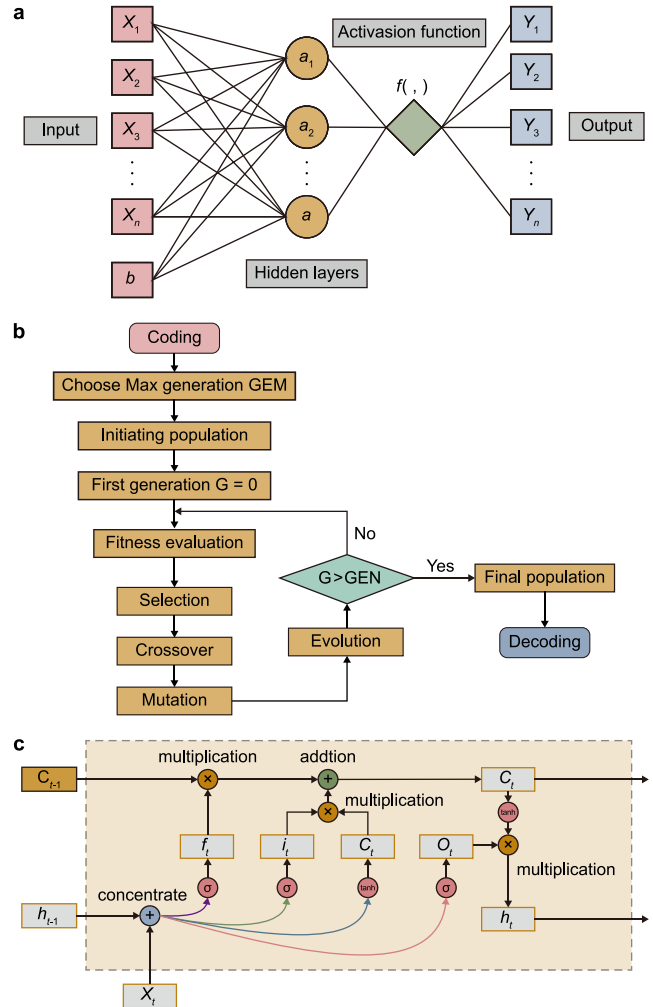 a
X1
X2
X3
Xn
b
Input
a1
a2
a
Hidden layers
Activasion function
f( , )
Y1
Y2
Y3
Yn
Output
b
Coding
Choose Max generation GEM
Initiating population
First generation G = 0
Fitness evaluation
Selection
Crossover
Mutation
Evolution
G>GEN
No
Yes
Final population
Decoding
c
multiplication
addtion
Ct-1
×
+
Ct
tanh
×
multiplication
ft
it
Ct
Ot
×
multiplication
concentrate
σ
σ
tanh
σ
ht-1
+
ht
Xt